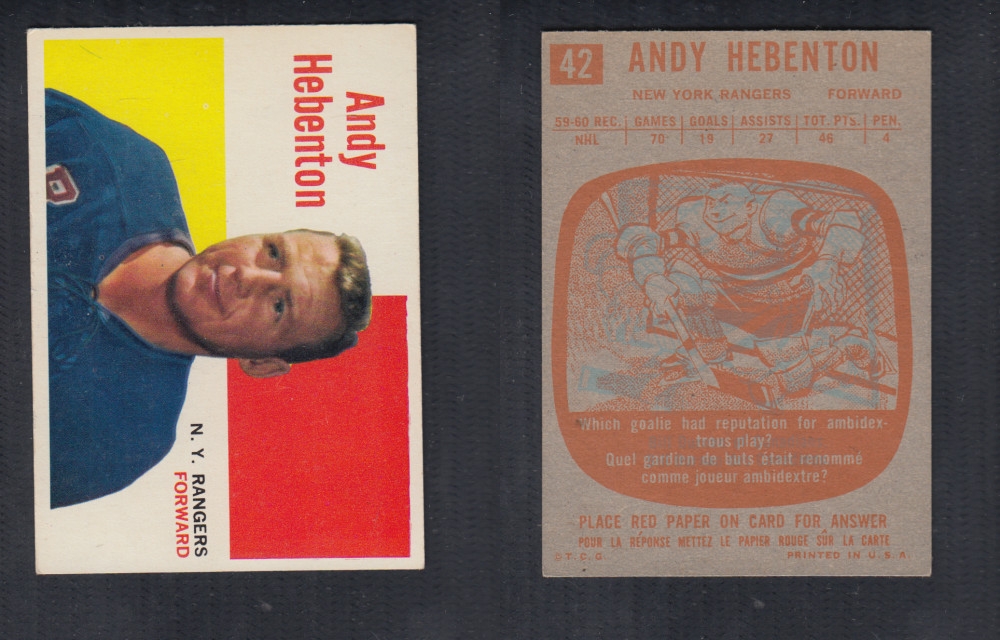 Andy
Hebenton
N. Y. RANGERS
FORWARD
42
ANDY HEBENTON
NEW YORK RANGERS FORWARD
59-60 REC. GAMES GOALS ASSISTS TOT. PTS. PEN.
NHL 70 19 27 46 4
Which goalie had reputation for ambidex-
trous play?
Quel gardien de buts était renommé
comme joueur ambidextre?
PLACE RED PAPER ON CARD FOR ANSWER
POUR LA RÉPONSE METTEZ LE PAPIER ROUGE SUR LA CARTE
T. C. G. PRINTED IN U. S. A.